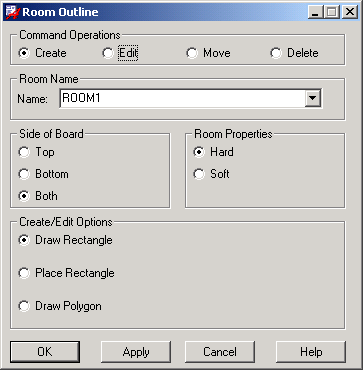 Room Outline
Command Operations
Create Edit Move Delete
Room Name
Name: ROOM1
Side of Board
Top
Bottom
Both
Room Properties
Hard
Soft
Create/Edit Options
Draw Rectangle
Place Rectangle
Draw Polygon
OK Apply Cancel Help